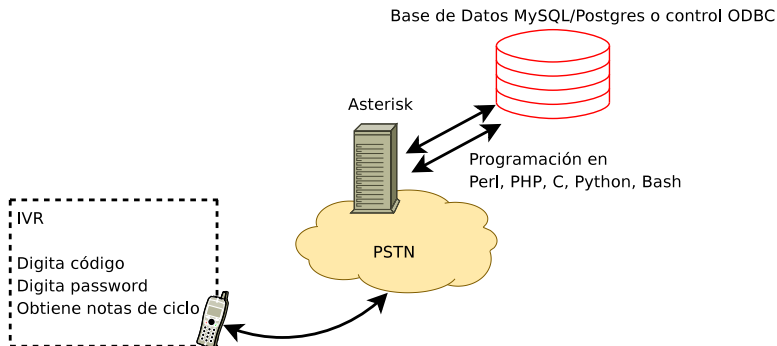 Base de Datos MySQL/Postgres o control ODBC
Asterisk
Programación en
Perl, PHP, C, Python, Bash
PSTN
IVR
Digita código
Digita password
Obtiene notas de ciclo